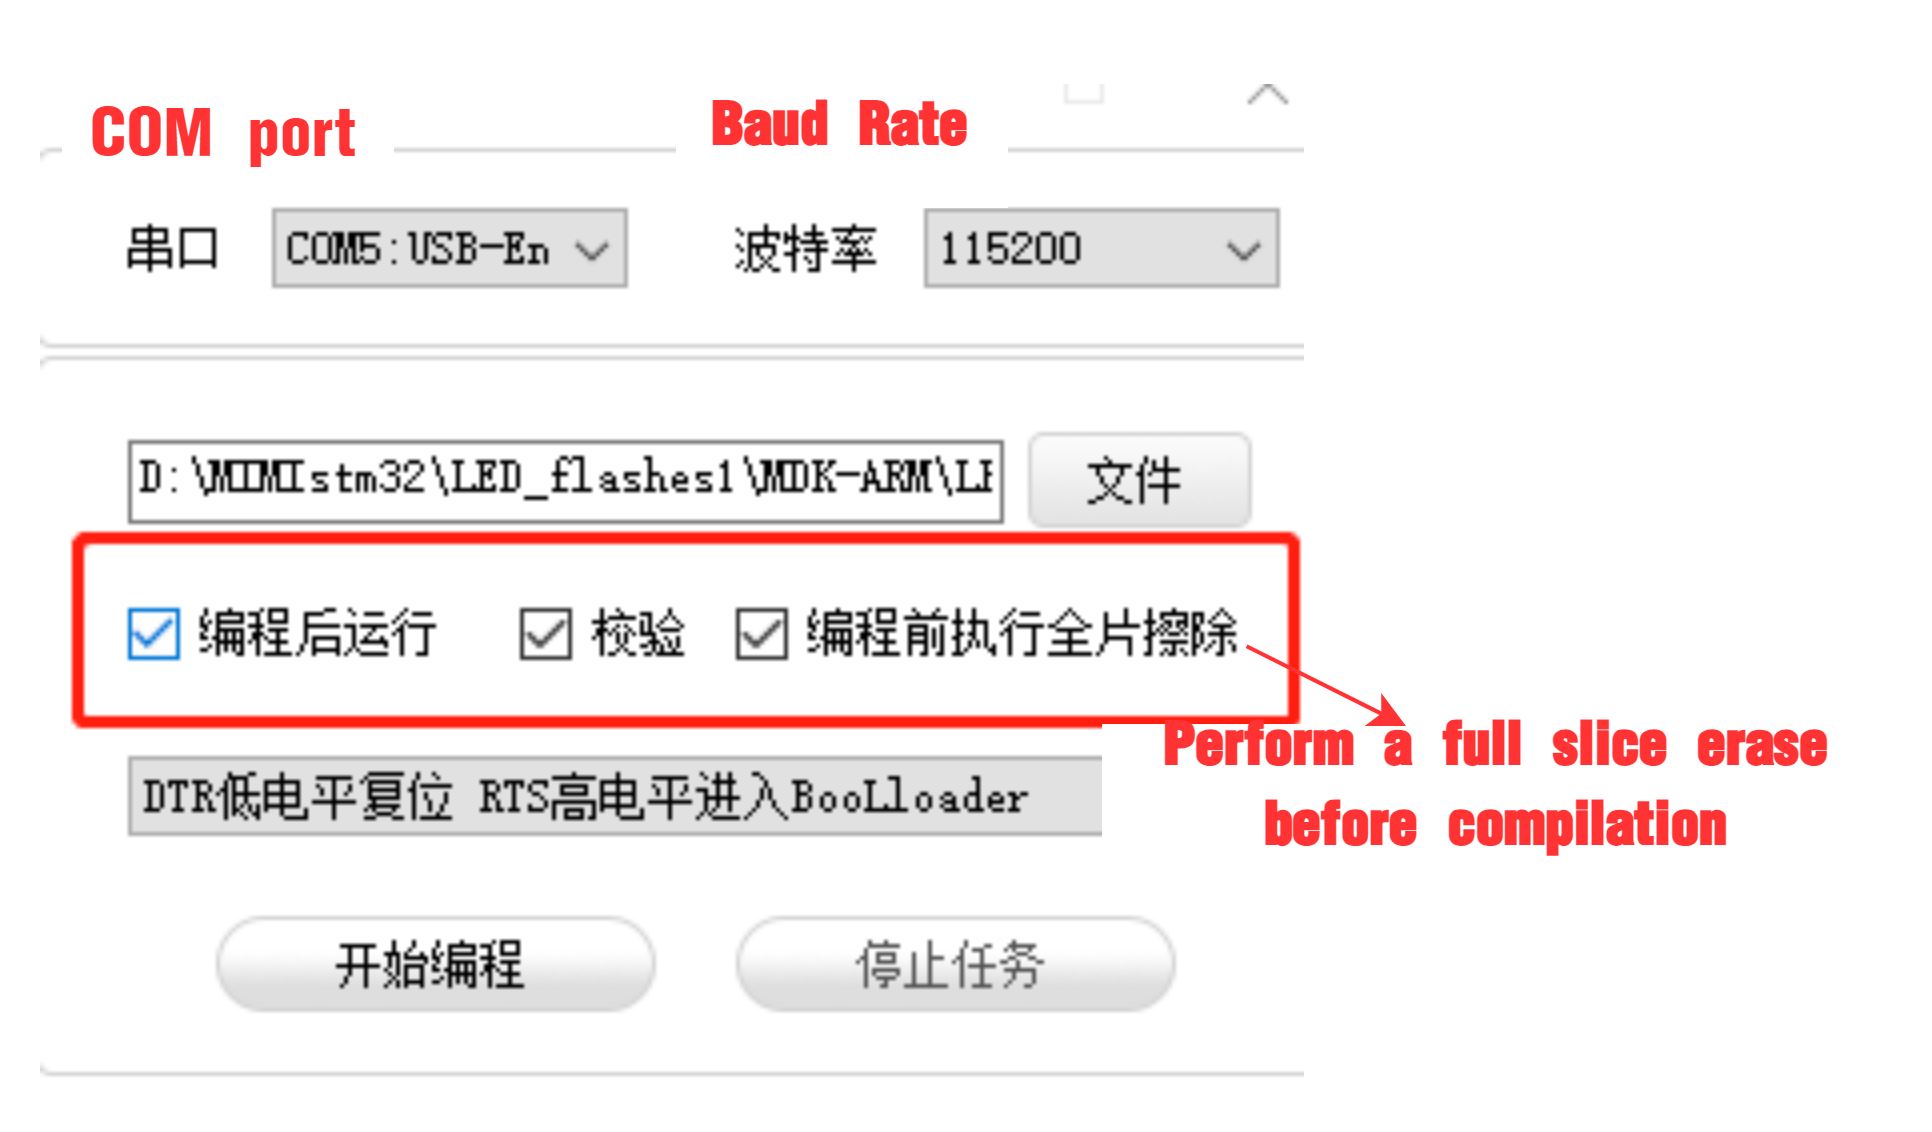 COM port
Baud Rate
串口 COM5:USB-En 波特率 115200
D:\MIMIstm32\LED_flashes1\MDK-ARM\LE 文件
编程后运行 校验 编程前执行全片擦除
Perform a full slice erase
before compilation
DTR低电平复位 RTS高电平进入BooLloader
开始编程 停止任务